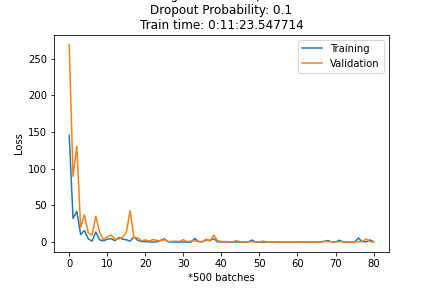 Dropout Probability: 0.1
Train time: 0:11:23.547714
Training
Validation
Loss
250
200
150
100
50
0
0 10 20 30 40 50 60 70 80
*500 batches